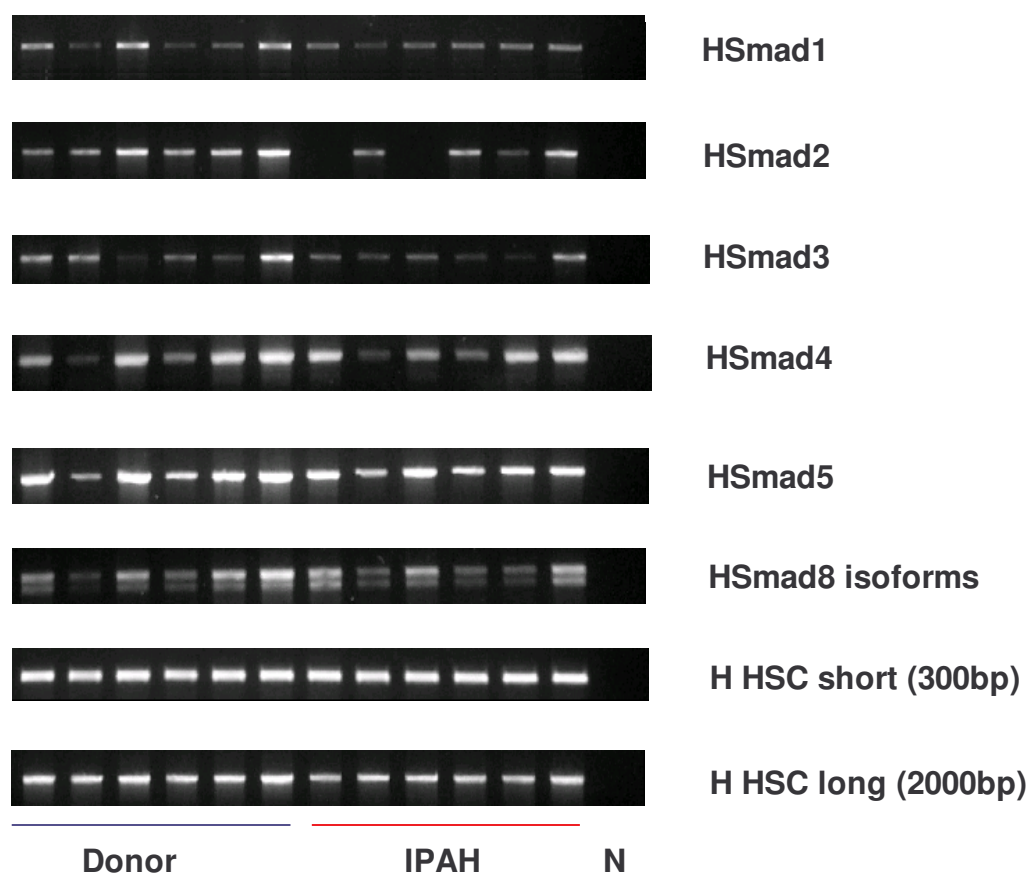 HSmad1
HSmad2
HSmad3
HSmad4
HSmad5
HSmad8 isoforms
H HSC short (300bp)
H HSC long (2000bp)
Donor IPAH N